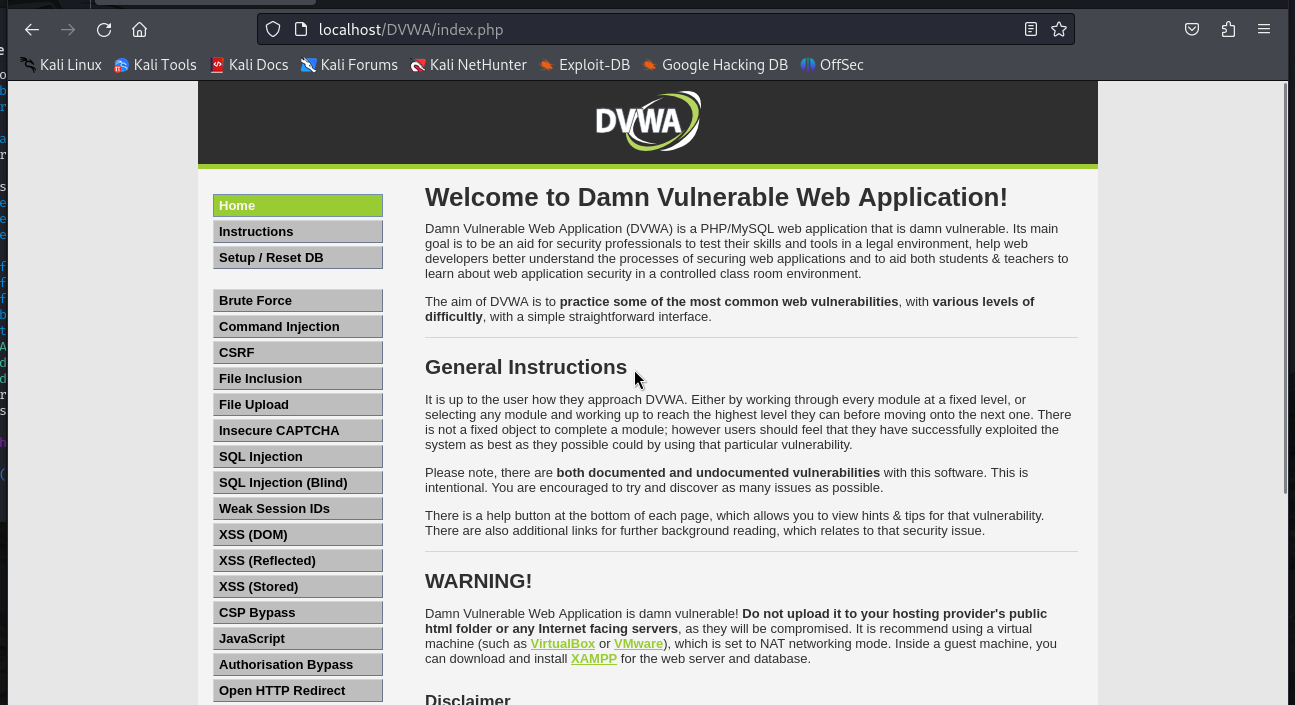 localhost/DVWA/index.php
Kali Linux Kali Tools Kali Docs Kali Forums Kali NetHunter Exploit-DB Google Hacking DB OffSec
DVWA
Home
Instructions
Setup / Reset DB
Brute Force
Command Injection
CSRF
File Inclusion
File Upload
Insecure CAPTCHA
SQL Injection
SQL Injection (Blind)
Weak Session IDs
XSS (DOM)
XSS (Reflected)
XSS (Stored)
CSP Bypass
JavaScript
Authorisation Bypass
Open HTTP Redirect
Welcome to Damn Vulnerable Web Application!
Damn Vulnerable Web Application (DVWA) is a PHP/MySQL web application that is damn vulnerable. Its main
goal is to be an aid for security professionals to test their skills and tools in a legal environment, help web
developers better understand the processes of securing web applications and to aid both students & teachers to
learn about web application security in a controlled class room environment.
The aim of DVWA is to practice some of the most common web vulnerabilities, with various levels of
difficultly, with a simple straightforward interface.
General Instructions
It is up to the user how they approach DVWA. Either by working through every module at a fixed level, or
selecting any module and working up to reach the highest level they can before moving onto the next one. There
is not a fixed object to complete a module; however users should feel that they have successfully exploited the
system as best as they possible could by using that particular vulnerability.
Please note, there are both documented and undocumented vulnerabilities with this software. This is
intentional. You are encouraged to try and discover as many issues as possible.
There is a help button at the bottom of each page, which allows you to view hints & tips for that vulnerability.
There are also additional links for further background reading, which relates to that security issue.
WARNING!
Damn Vulnerable Web Application is damn vulnerable! Do not upload it to your hosting provider's public
html folder or any Internet facing servers, as they will be compromised. It is recommend using a virtual
machine (such as VirtualBox or VMware), which is set to NAT networking mode. Inside a guest machine, you
can download and install XAMPP for the web server and database.
Disclaimer